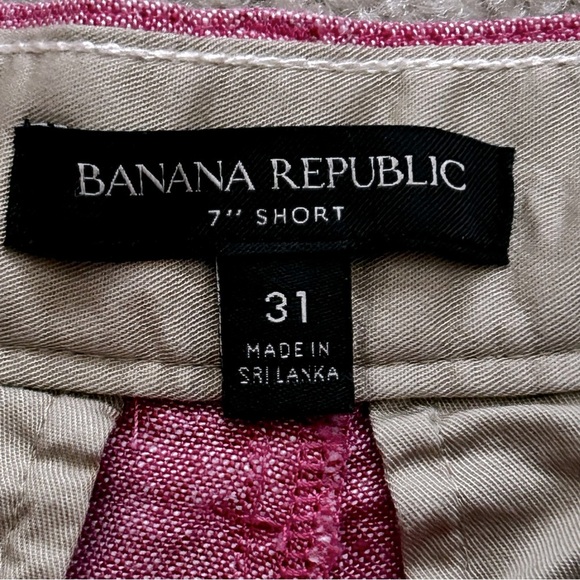 BANANA REPUBLIC
7" SHORT
31
MADE IN
SRI LANKA